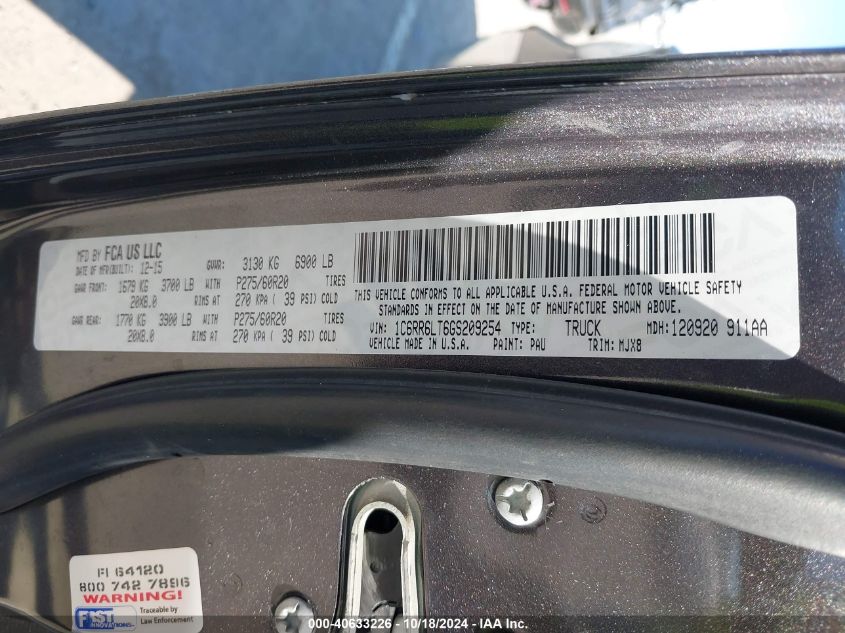 MFD BY FCA US LLC
DATE OF MFR(BUILT): 12-15 GVWR: 3130 KG 6900 LB
GAWR FRONT: 1679 KG 3700 LB WITH P275/60R20 TIRES
20X8.0 RIMS AT 270 KPA ( 39 PSI) COLD
GAWR REAR: 1770 KG 3900 LB WITH P275/60R20 TIRES
20X8.0 RIMS AT 270 KPA ( 39 PSI) COLD
THIS VEHICLE CONFORMS TO ALL APPLICABLE U.S.A. FEDERAL MOTOR VEHICLE SAFETY
STANDARDS IN EFFECT ON THE DATE OF MANUFACTURE SHOWN ABOVE.
VIN: 1C6RR6LT6GS209254 TYPE: TRUCK MDH: 120920 911AA
VEHICLE MADE IN U.S.A. PAINT: PAU TRIM: MJX8
FI 64120
800 742 7896
WARNING!
FIRST INNOVATIONS
Traceable by
Law Enforcement
000-40633226 - 10/18/2024 - IAA Inc.